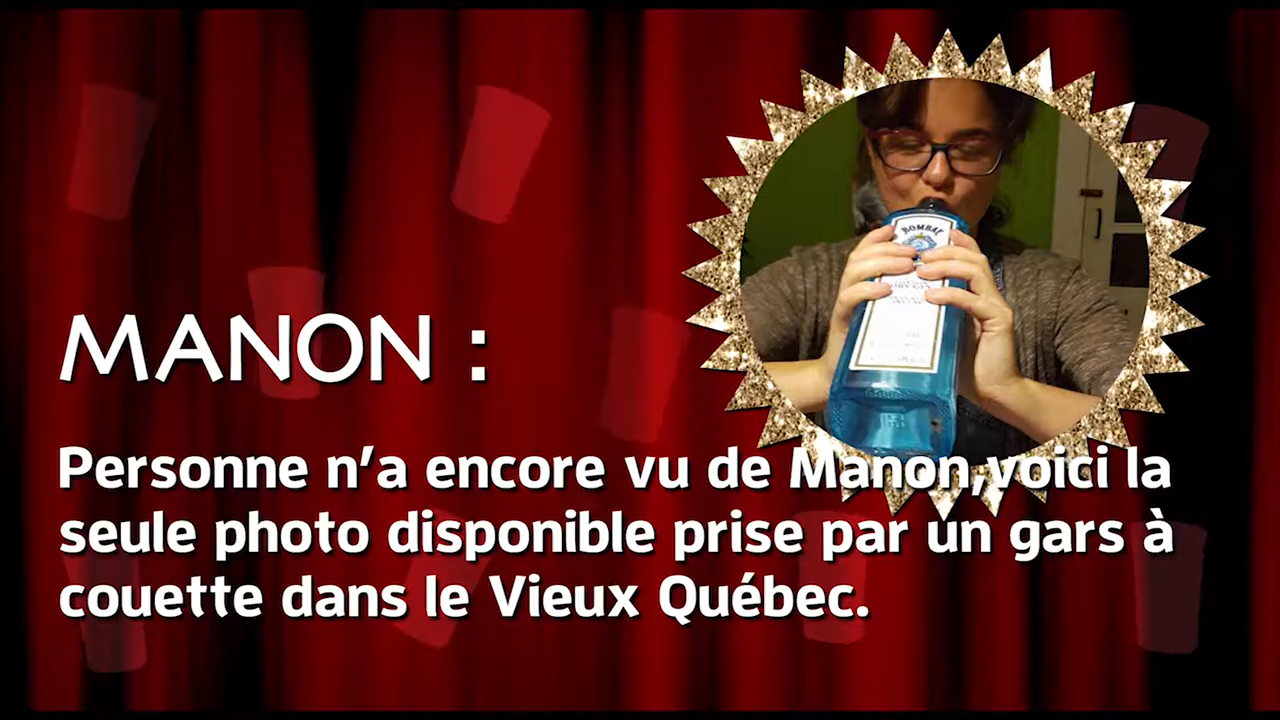 BOMBAY
MANON :
Personne n’a encore vu de Manon,voici la
seule photo disponible prise par un gars à
couette dans le Vieux Québec.